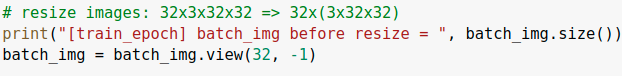 # resize images: 32x3x32x32 => 32x(3x32x32)
print("[train_epoch] batch_img before resize = ", batch_img.size())
batch_img = batch_img.view(32, -1)